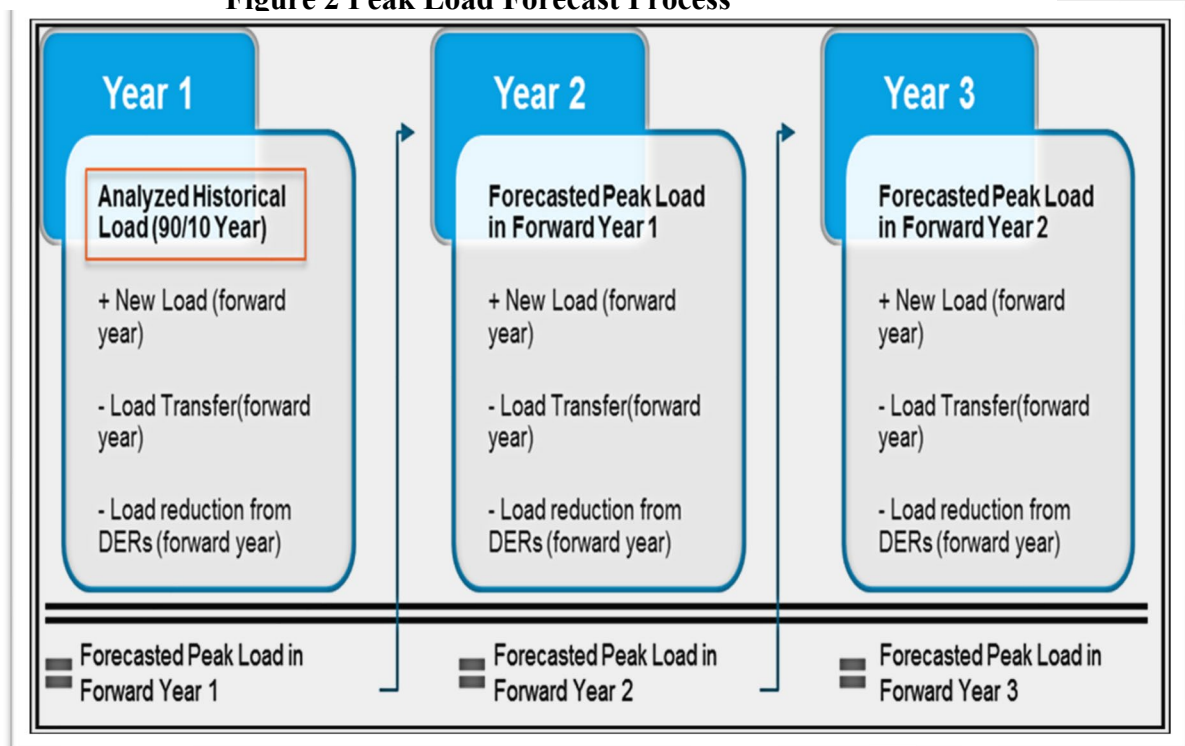 Figure 2 Peak Load Forecast Process
Year 1
Analyzed Historical
Load (90/10 Year)
+ New Load (forward
year)
- Load Transfer(forward
year)
- Load reduction from
DERs (forward year)
= Forecasted Peak Load in
Forward Year 1
Year 2
Forecasted Peak Load
in Forward Year 1
+ New Load (forward
year)
- Load Transfer(forward
year)
- Load reduction from
DERs (forward year)
= Forecasted Peak Load in
Forward Year 2
Year 3
Forecasted Peak Load
in Forward Year 2
+ New Load (forward
year)
- Load Transfer(forward
year)
- Load reduction from
DERs (forward year)
= Forecasted Peak Load in
Forward Year 3